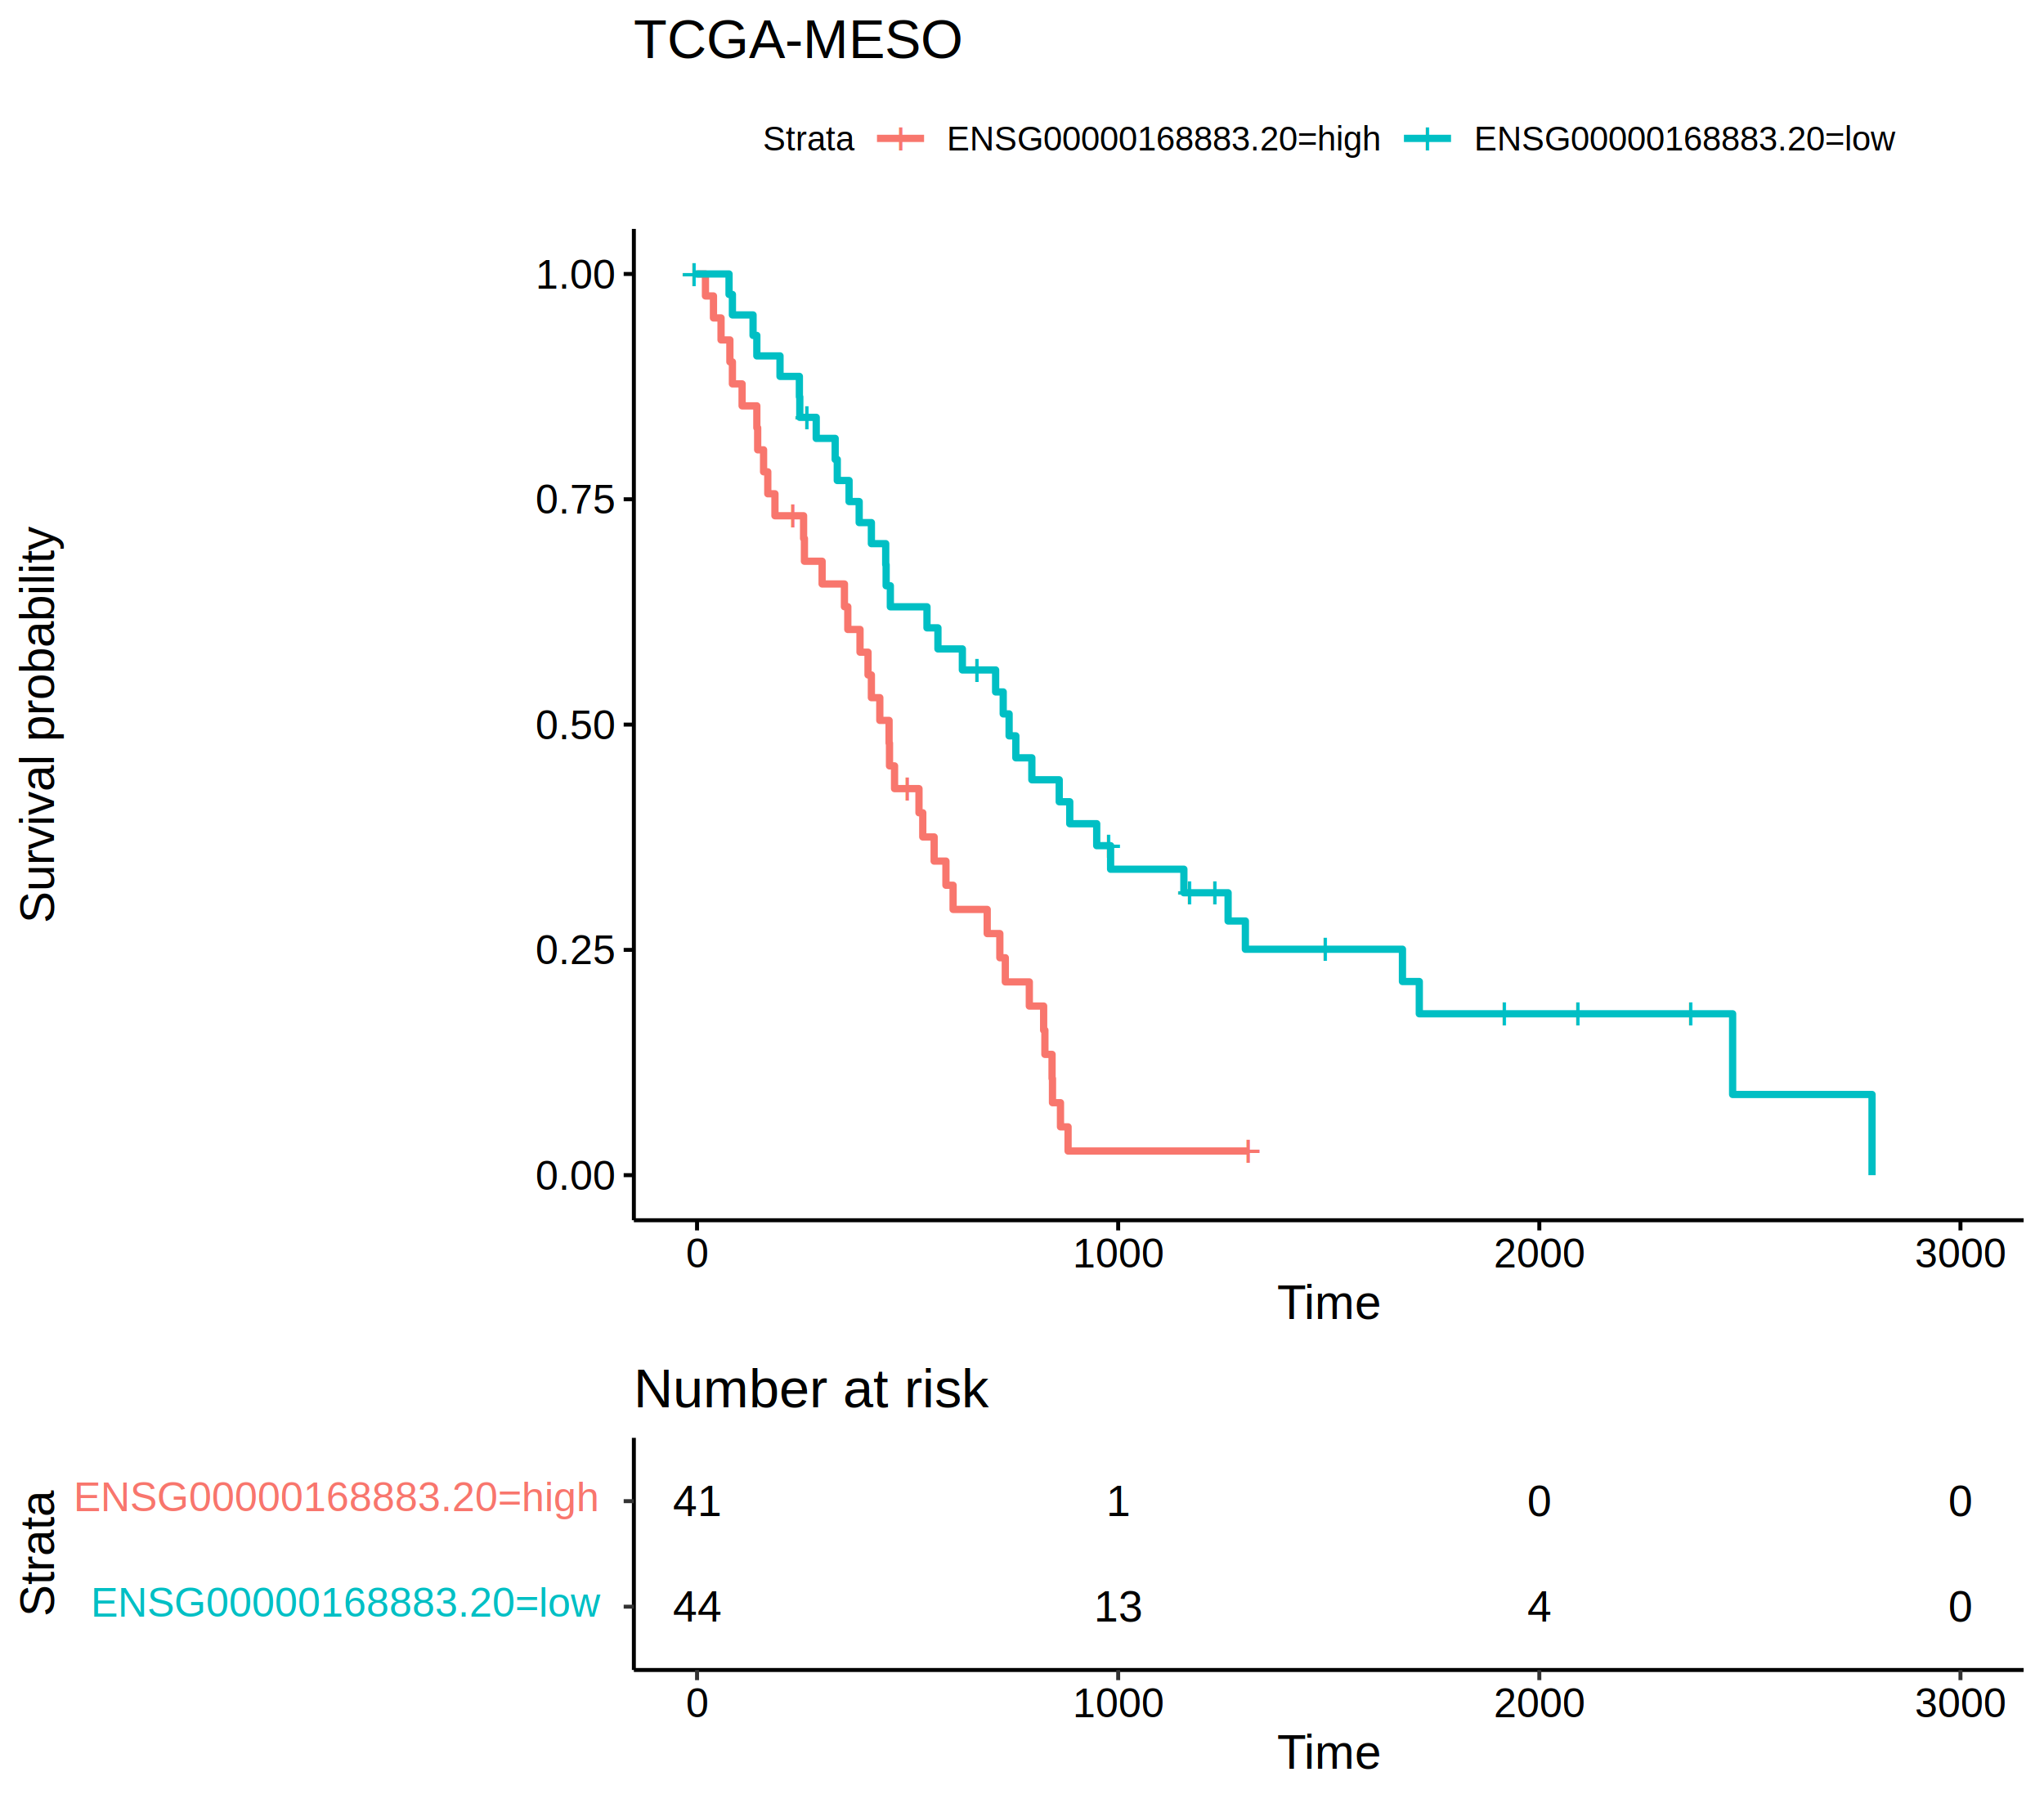 TCGA-MESO
Strata ENSG00000168883.20=high ENSG00000168883.20=low
Survival probability
1.00
0.75
0.50
0.25
0.00
0 1000 2000 3000
Time
Number at risk
Strata
ENSG00000168883.20=high 41 1 0 0
ENSG00000168883.20=low 44 13 4 0
0 1000 2000 3000
Time